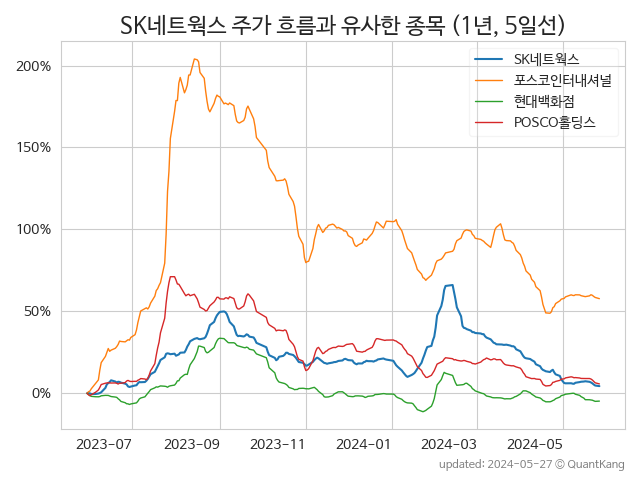 SK네트웍스 주가 흐름과 유사한 종목 (1년, 5일선)
SK네트웍스
포스코인터내셔널
현대백화점
POSCO홀딩스
200%
150%
100%
50%
0%
2023-07 2023-09 2023-11 2024-01 2024-03 2024-05
updated: 2024-05-27 © QuantKang